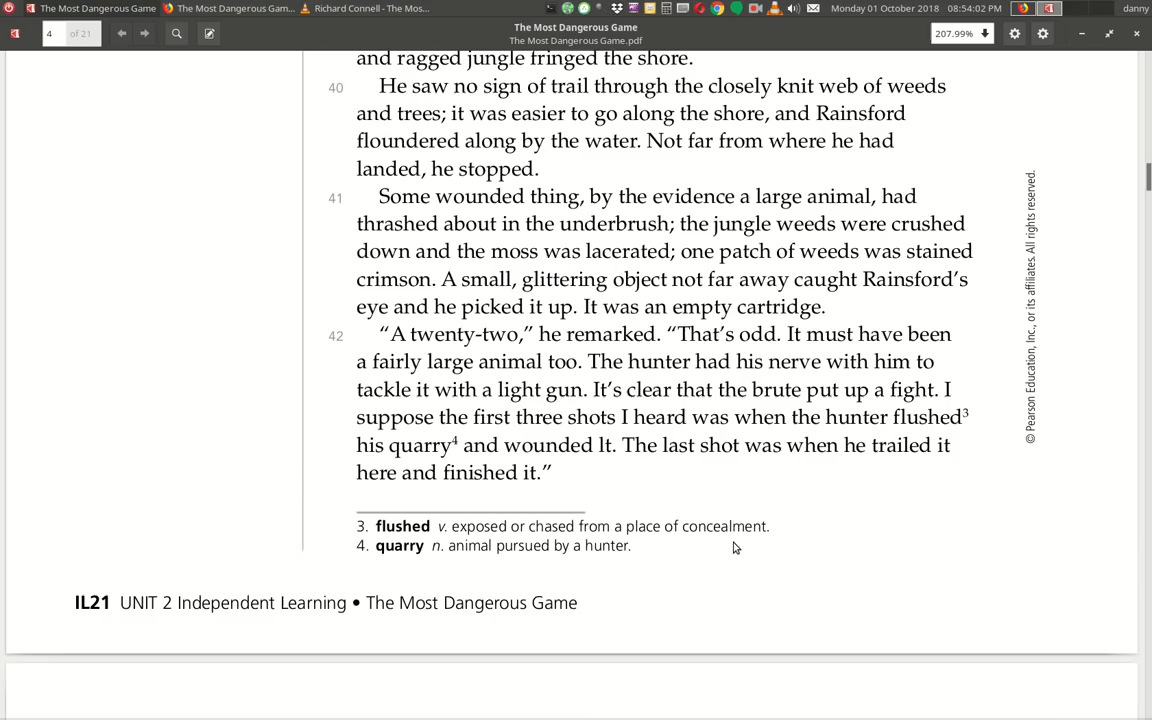 The Most Dangerous Game
The Most Dangerous Gam...
Richard Connell - The Mos...
Monday 01 October 2018
08:54:02 PM
danny
4
of 21
The Most Dangerous Game
The Most Dangerous Game.pdf
207.99%
and ragged jungle fringed the shore.
40 He saw no sign of trail through the closely knit web of weeds
and trees; it was easier to go along the shore, and Rainsford
floundered along by the water. Not far from where he had
landed, he stopped.
41 Some wounded thing, by the evidence a large animal, had
thrashed about in the underbrush; the jungle weeds were crushed
down and the moss was lacerated; one patch of weeds was stained
crimson. A small, glittering object not far away caught Rainsford’s
eye and he picked it up. It was an empty cartridge.
42 “A twenty-two,” he remarked. “That’s odd. It must have been
a fairly large animal too. The hunter had his nerve with him to
tackle it with a light gun. It’s clear that the brute put up a fight. I
suppose the first three shots I heard was when the hunter flushed3
his quarry4 and wounded lt. The last shot was when he trailed it
here and finished it.”
3. flushed v. exposed or chased from a place of concealment.
4. quarry n. animal pursued by a hunter.
IL21 UNIT 2 Independent Learning • The Most Dangerous Game
© Pearson Education, Inc., or its affiliates. All rights reserved.